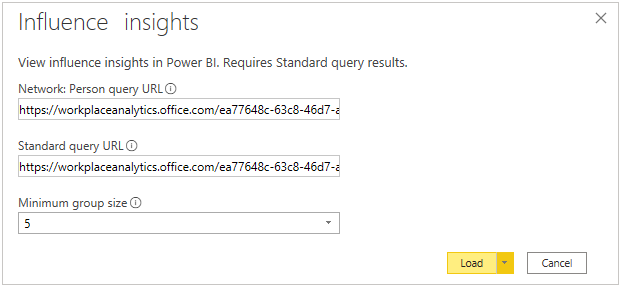 Influence insights
View influence insights in Power BI. Requires Standard query results.
Network: Person query URL
https://workplaceanalytics.office.com/ea77648c-63c8-46d7-a
Standard query URL
https://workplaceanalytics.office.com/ea77648c-63c8-46d7-a
Minimum group size
5
Load
Cancel